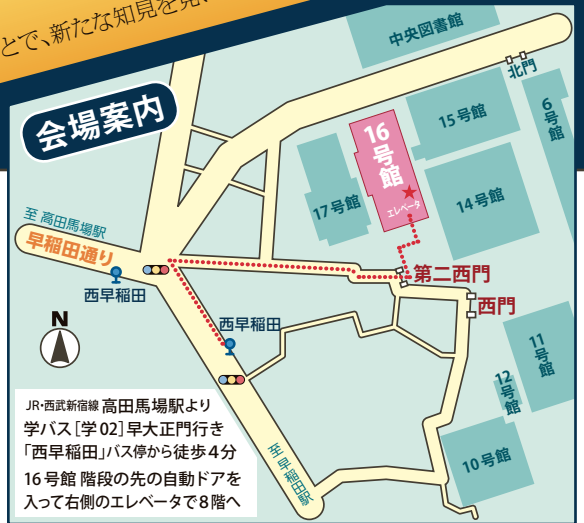 とで、新たな知見を発
会場案内
中央図書館
北門
15号館
6号館
16号館
エレベータ
17号館
14号館
至 高田馬場駅
早稲田通り
西早稲田
第二西門
西門
西早稲田
11号館
12号館
10号館
至 早稲田駅
N
JR・西武新宿線 高田馬場駅より
学バス[学02]早大正門行き
「西早稲田」バス停から徒歩4分
16号館 階段の先の自動ドアを
入って右側のエレベータで8階へ